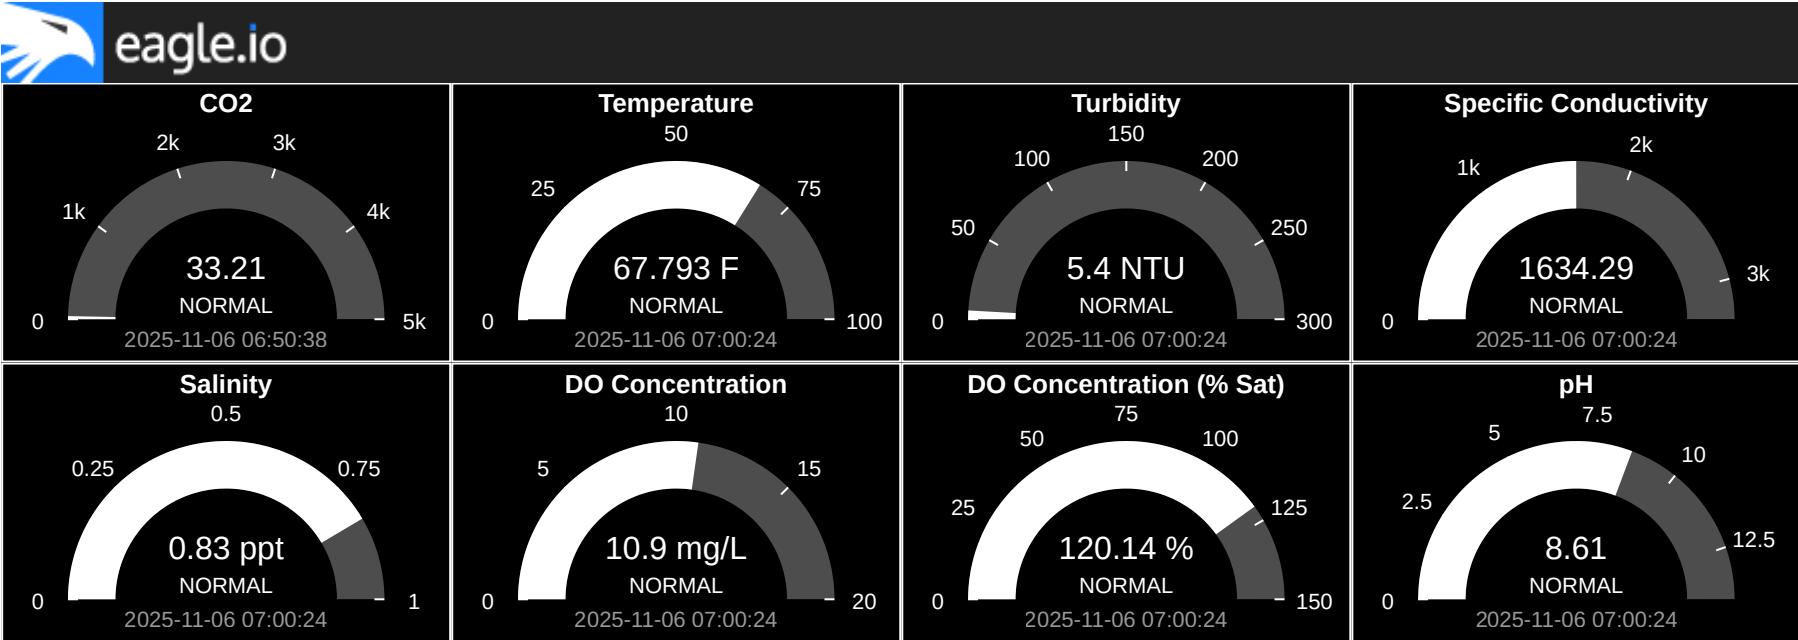 eagle.io
CO2
2k 3k
1k 4k
33.21
NORMAL
0 5k
2025-11-06 06:50:38
Temperature
50
25 75
67.793 F
NORMAL
0 100
2025-11-06 07:00:24
Turbidity
150
100 200
50 250
5.4 NTU
NORMAL
0 300
2025-11-06 07:00:24
Specific Conductivity
2k
1k
1634.29
3k
NORMAL
0
2025-11-06 07:00:24
Salinity
0.5
0.25 0.75
0.83 ppt
NORMAL
0 1
2025-11-06 07:00:24
DO Concentration
10
5 15
10.9 mg/L
NORMAL
0 20
2025-11-06 07:00:24
DO Concentration (% Sat)
75
50 100
25 125
120.14 %
NORMAL
0 150
2025-11-06 07:00:24
pH
7.5
5 10
2.5 12.5
8.61
NORMAL
0
2025-11-06 07:00:24